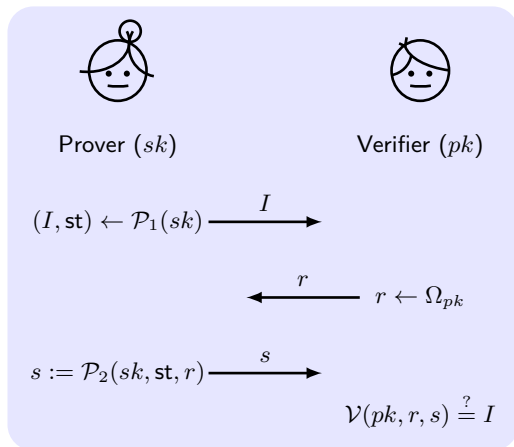 Prover (sk) Verifier (pk)
(I, st) ← 𝒫₁(sk) I
r r ← Ω_pk
s := 𝒫₂(sk, st, r) s
𝒱(pk, r, s) ≟ I